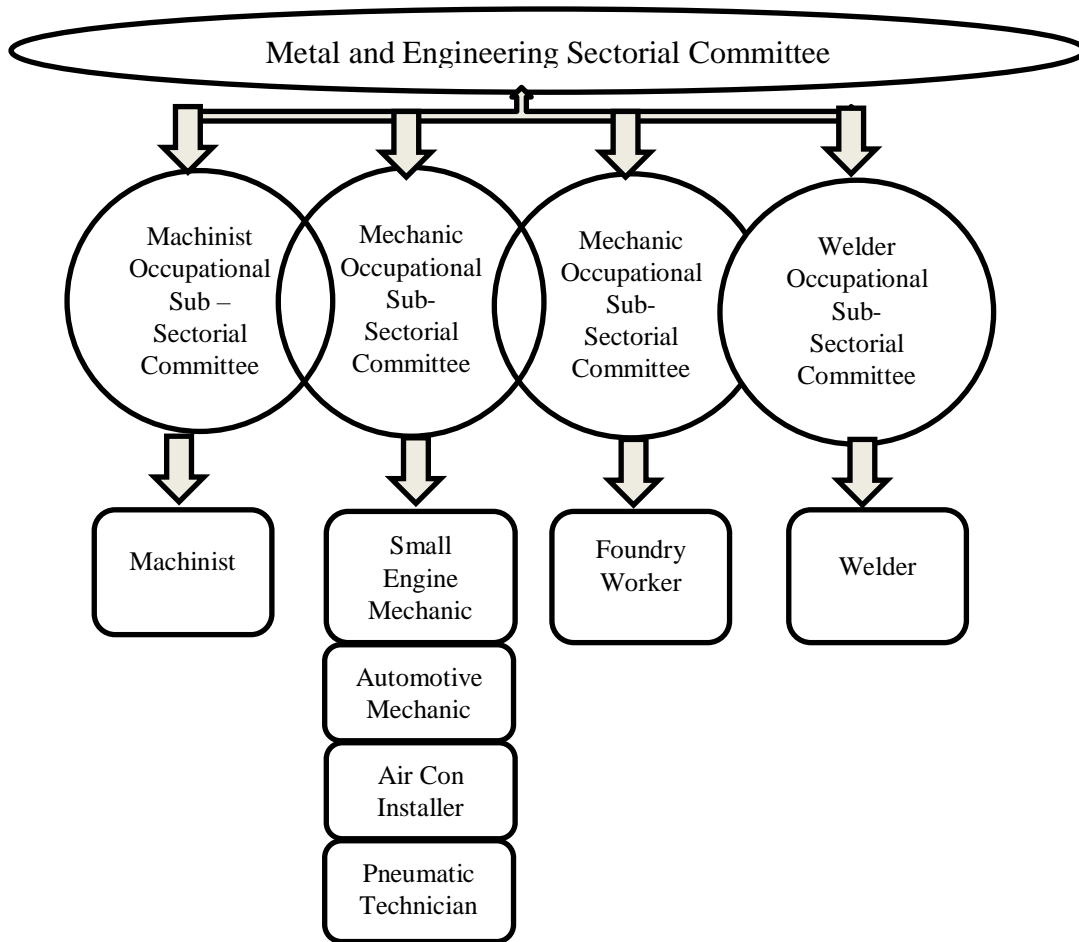 Metal and Engineering Sectorial Committee
Machinist
Occupational
Sub –
Sectorial
Committee
Mechanic
Occupational
Sub-
Sectorial
Committee
Mechanic
Occupational
Sub-
Sectorial
Committee
Welder
Occupational
Sub-
Sectorial
Committee
Machinist
Small
Engine
Mechanic
Automotive
Mechanic
Air Con
Installer
Pneumatic
Technician
Foundry
Worker
Welder